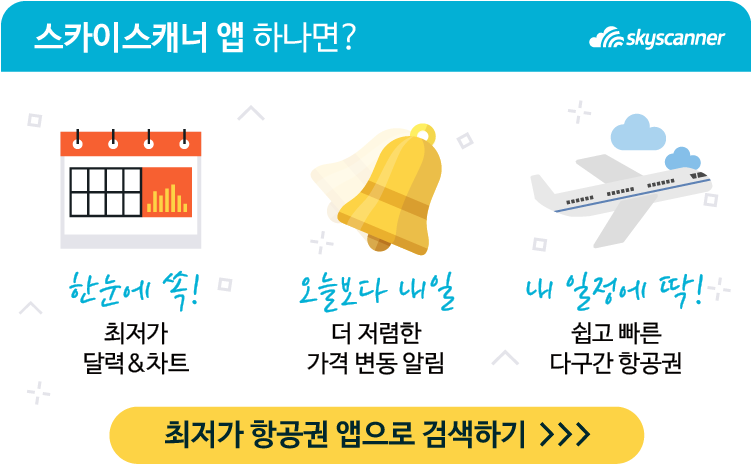 스카이스캐너 앱 하나면?
skyscanner
한눈에 쏙!
최저가
달력&차트
오늘보다 내일
더 저렴한
가격 변동 알림
내 일정에 딱!
쉽고 빠른
다구간 항공권
최저가 항공권 앱으로 검색하기 >>>